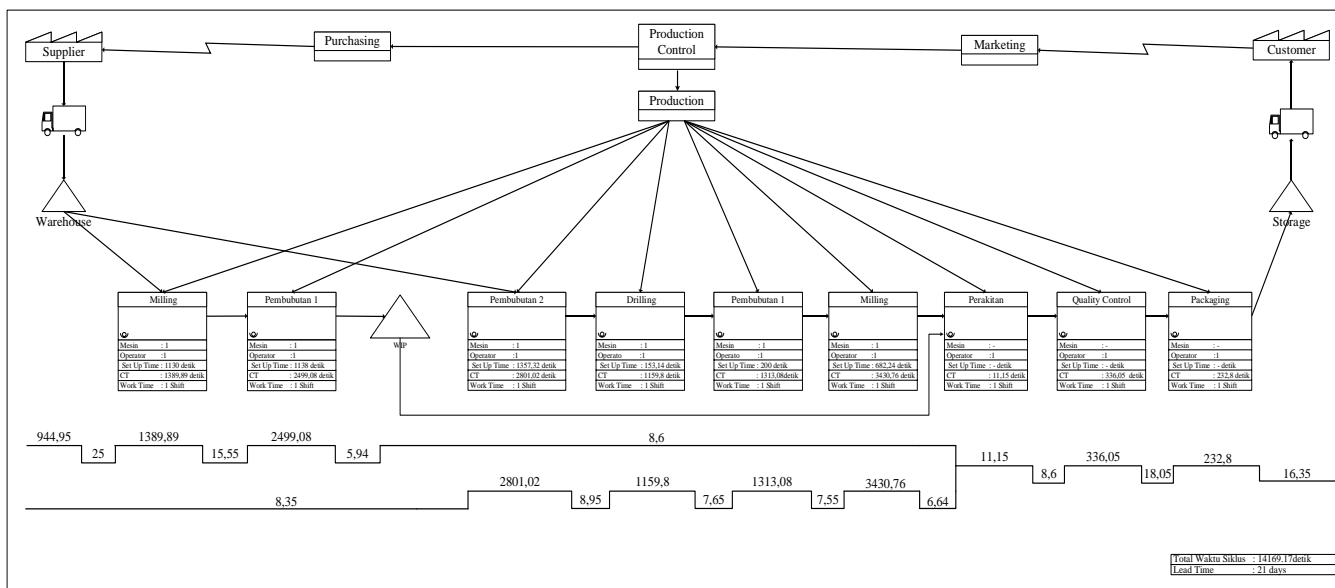 Supplier
Purchasing
Production
Control
Marketing
Customer
Production
Warehouse
Storage
Milling
Mesin : 1
Operator :1
Set Up Time : 1130 detik
CT : 1389,89 detik
Work Time : 1 Shift
Pembubutan 1
Mesin : 1
Operator :1
Set Up Time : 1138 detik
CT : 2499,08 detik
Work Time : 1 Shift
WIP
Pembubutan 2
Mesin : 1
Operator :1
Set Up Time : 1357,32 detik
CT : 2801,02 detik
Work Time : 1 Shift
Drilling
Mesin : 1
Operato :1
Set Up Time : 153,14 detik
CT : 1159,8 detik
Work Time : 1 Shift
Pembubutan 1
Mesin : 1
Operato :1
Set Up Time : 200 detik
CT : 1313,08detik
Work Time : 1 Shift
Milling
Mesin : 1
Operator :1
Set Up Time : 682,24 detik
CT : 3430,76 detik
Work Time : 1 Shift
Perakitan
Mesin : -
Operator :1
Set Up Time : - detik
CT : 11,15 detik
Work Time : 1 Shift
Quality Control
Mesin : -
Operator :1
Set Up Time : - detik
CT : 336,05 detik
Work Time : 1 Shift
Packaging
Mesin : -
Operator :1
Set Up Time : - detik
CT : 232,8 detik
Work Time : 1 Shift
944,95
25
1389,89
15,55
2499,08
5,94
8,6
11,15
8,6
336,05
18,05
232,8
16,35
8,35
2801,02
8,95
1159,8
7,65
1313,08
7,55
3430,76
6,64
Total Waktu Siklus : 14169.17detik
Lead Time : 21 days